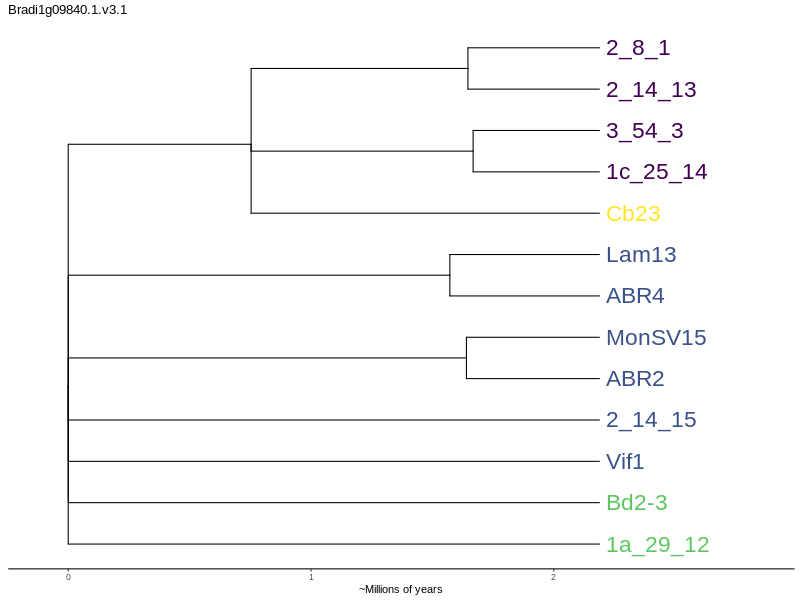 Bradi1g09840.1.v3.1
2_8_1
2_14_13
3_54_3
1c_25_14
Cb23
Lam13
ABR4
MonSV15
ABR2
2_14_15
Vif1
Bd2-3
1a_29_12
0 1 2
~Millions of years